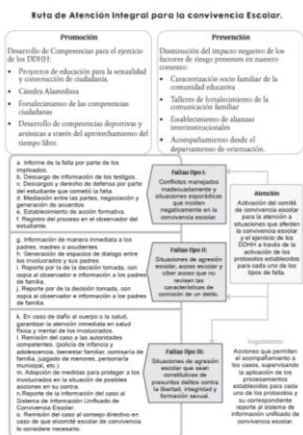 Ruta de Atención Integral para la convivencia Escolar.
Promoción
Desarrollo de Competencias para el ejercicio
de los DDHH:
• Proyectos de educación para la sexualidad
y construcción de ciudadanía.
• Cátedra Alamedista
• Fortalecimiento de las competencias
ciudadanas
• Desarrollo de competencias deportivas y
artísticas a través del aprovechamiento del
tiempo libre.
Prevención
Disminución del impacto negativo de los
factores de riesgo presentes en nuestro
contexto:
• Caracterización socio familiar de la
comunidad educativa
• Talleres de fortalecimiento de la
comunicación familiar
• Establecimiento de alianzas
interinstitucionales
• Acompañamiento desde el
departamento de orientación.
a. Informe de la falta por parte de los
implicados.
b. Descargo de información de los testigos.
c. Descargos y derecho de defensa por parte
del estudiante que cometió la falta.
d. Mediación entre las partes, negociación y
generación de acuerdos.
e. Establecimiento de acción formativa.
f. Registro del proceso en el observador del
estudiante.
Faltas tipo I:
Conflictos manejados
inadecuadamente y
situaciones esporádicas
que inciden
negativamente en la
convivencia escolar.
g. Información de manera inmediata a los
padres, madres o acudientes.
h. Generación de espacios de dialogo entre
los involucrados y sus padres.
i. Reporte por la decisión tomada, con
copia al observador e información a los padres
de familia.
j. Reporte por de la decisión tomada, con
copia al observador e información a los padres
de familia.
Faltas tipo II:
Situaciones de agresión
escolar, acoso escolar y
ciber acoso que no
revisen las
características de
comisión de un delito.
Atención
Activación del comité
de convivencia escolar
para la atención a
situaciones que afecten
la convivencia escolar
y el ejercicio de los
DDHH a través de la
activación de los
protocolos establecidos
para cada uno de los
tipos de falta.
k. En caso de daño al cuerpo o la salud,
garantizar la atención inmediata en salud
física y mental de los involucrados.
l. Remisión del caso a las autoridades
competentes. (policía de infancia y
adolescencia, bienestar familiar, comisaría de
familia, juzgado de menores, personería
municipal, etc.).
m. Adopción de medidas para proteger a los
involucrados en la situación de posibles
acciones en su contra.
n. Reporte de la información del caso al
Sistema de Información Unificado de
Convivencia Escolar.
o. Remisión del caso al consejo directivo en
caso de que el comité escolar de convivencia
lo considere necesario.
Faltas Tipo III:
Situaciones de agresión
escolar que sean
constitutivas de
presuntos delitos contra
la libertad, integridad y
formación sexual.
Seguimiento
Acciones que permiten
el acompañamiento a
los casos, supervisando
la aplicación de los
procesamientos
establecidos para cada
uno de los protocolos y
su correspondiente
reporte al sistema de
información unificado de
convivencia escolar.